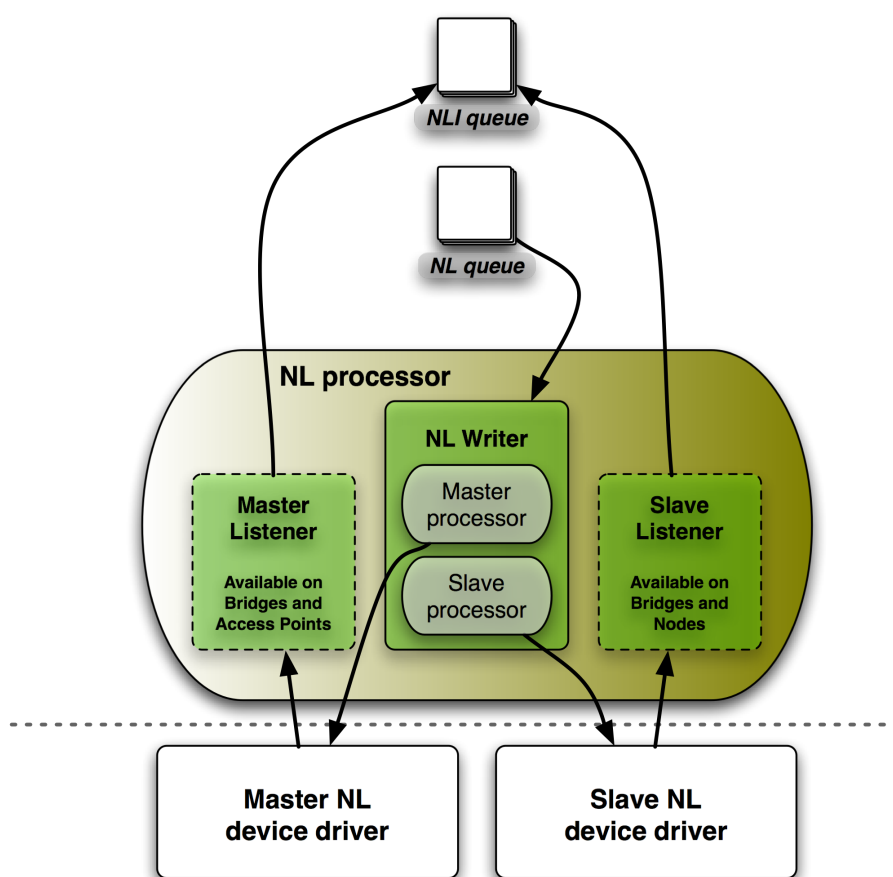 NLI queue
NL queue
NL processor
NL Writer
Master
processor
Slave
processor
Master
Listener
Available on
Bridges and
Access Points
Slave
Listener
Available on
Bridges and
Nodes
Master NL
device driver
Slave NL
device driver